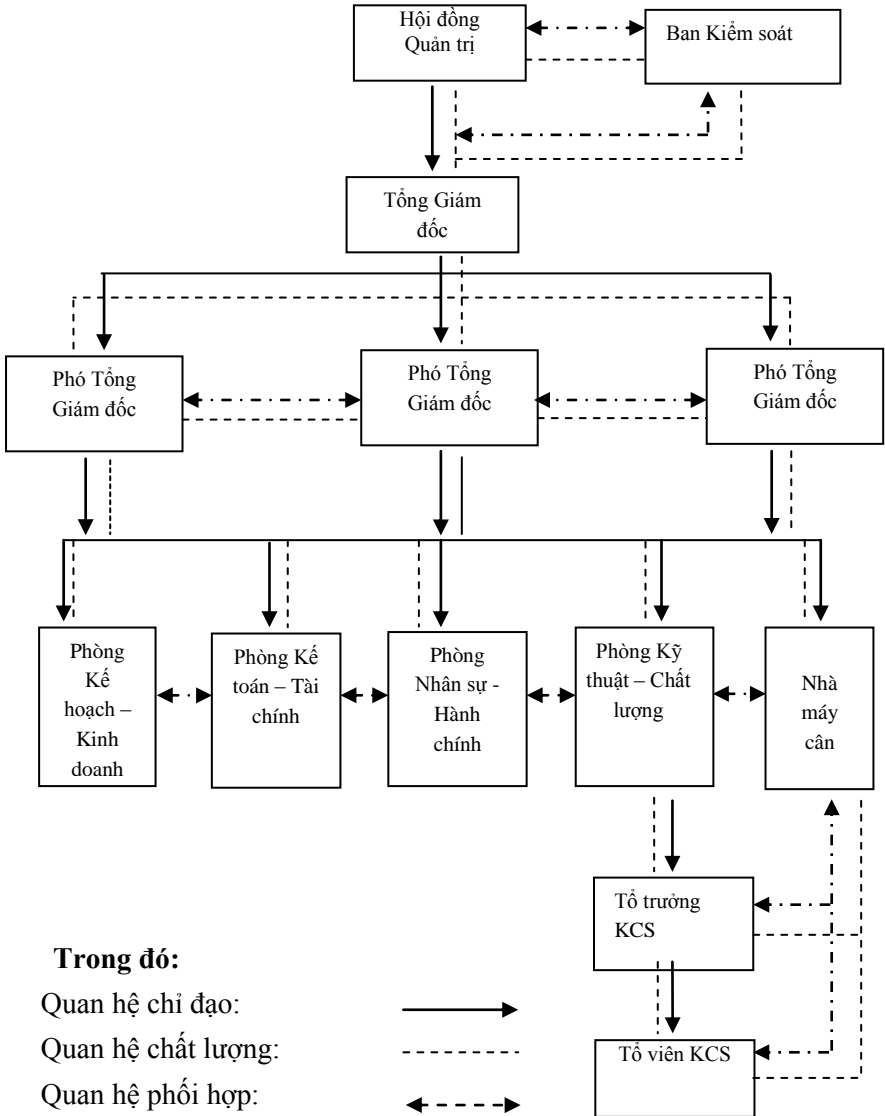 Hội đồng
Quản trị
Ban Kiểm soát
Tổng Giám
đốc
Phó Tổng
Giám đốc
Phó Tổng
Giám đốc
Phó Tổng
Giám đốc
Phòng
Kế
hoạch –
Kinh
doanh
Phòng Kế
toán – Tài
chính
Phòng
Nhân sự -
Hành
chính
Phòng Kỹ
thuật – Chất
lượng
Nhà
máy
cân
Tổ trưởng
KCS
Tổ viên KCS
Trong đó:
Quan hệ chỉ đạo:
Quan hệ chất lượng:
Quan hệ phối hợp: